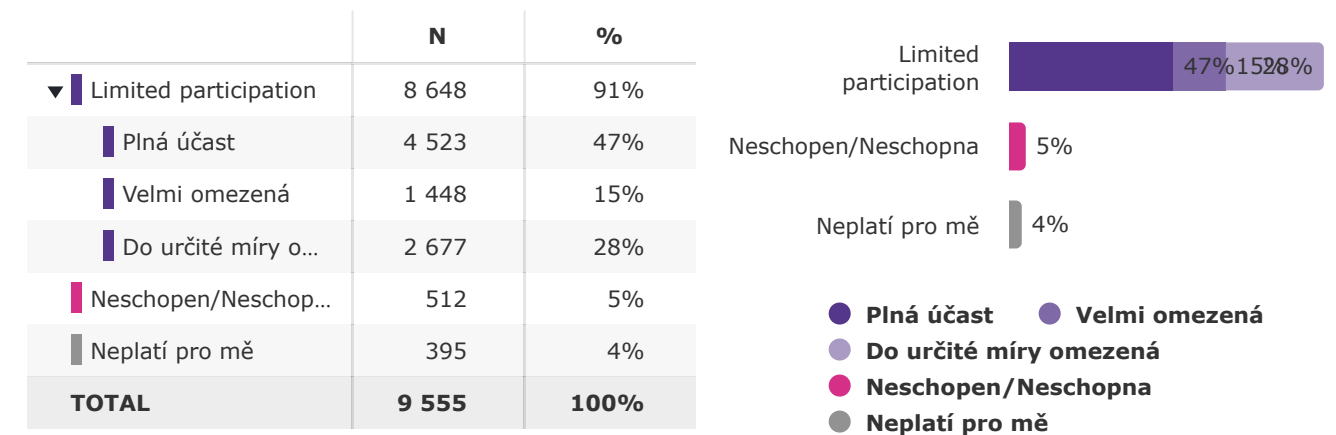 N %
Limited participation 8 648 91%
Plná účast 4 523 47%
Velmi omezená 1 448 15%
Do určité míry o… 2 677 28%
Neschopen/Neschop… 512 5%
Neplatí pro mě 395 4%
TOTAL 9 555 100%
Limited
participation
47% 15% 28%
Neschopen/Neschopna 5%
Neplatí pro mě 4%
Plná účast Velmi omezená
Do určité míry omezená
Neschopen/Neschopna
Neplatí pro mě